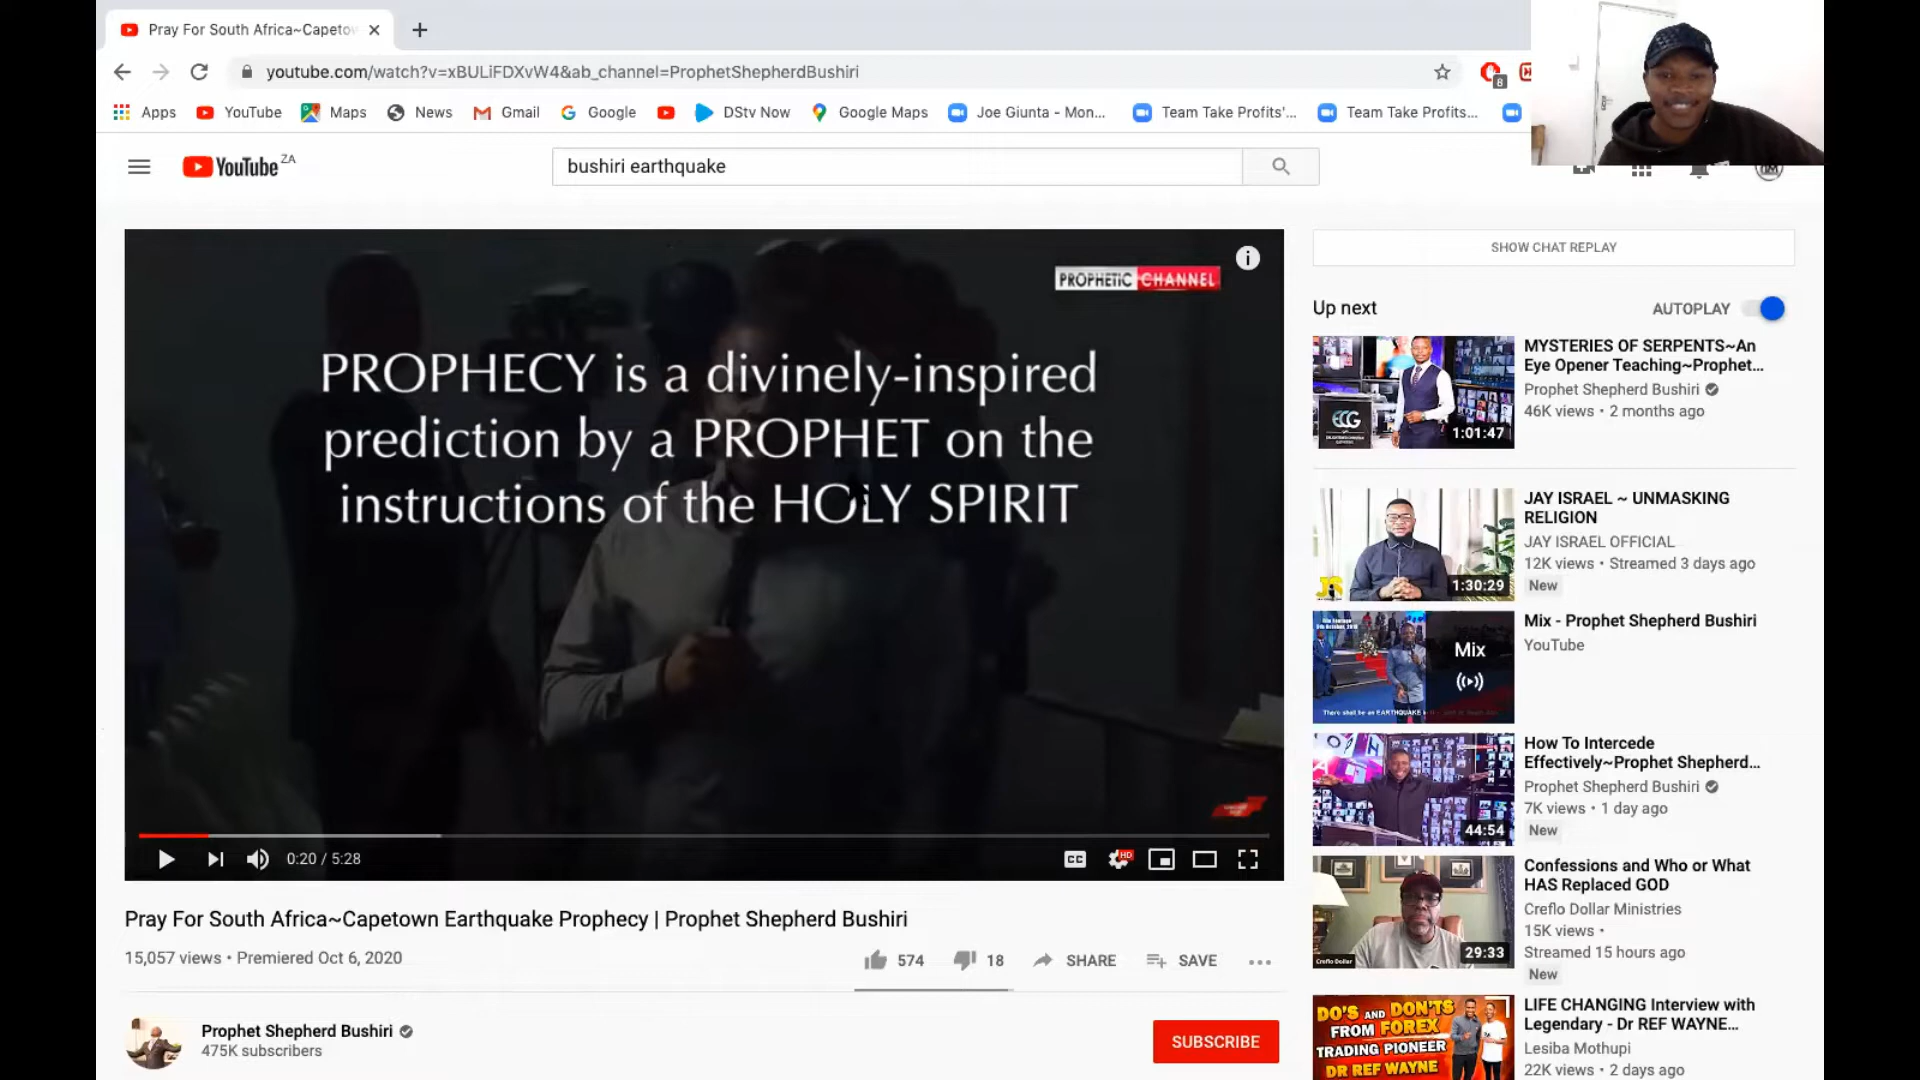 Pray For South Africa~Capetow
youtube.com/watch?v=xBULiFDXvW4&ab_channel=ProphetShepherdBushiri
8
Apps YouTube Maps News Gmail Google DStv Now Google Maps Joe Giunta - Mon... Team Take Profits'... Team Take Profits...
YouTube ZA
bushiri earthquake
PROPHETIC CHANNEL
PROPHECY is a divinely-inspired
prediction by a PROPHET on the
instructions of the HOLY SPIRIT
CC HD
0:20 / 5:28
Pray For South Africa~Capetown Earthquake Prophecy | Prophet Shepherd Bushiri
15,057 views • Premiered Oct 6, 2020
574 18 SHARE SAVE
Prophet Shepherd Bushiri
475K subscribers
SUBSCRIBE
SHOW CHAT REPLAY
Up next AUTOPLAY
ECG
1:01:47
MYSTERIES OF SERPENTS~An
Eye Opener Teaching~Prophet...
Prophet Shepherd Bushiri
46K views • 2 months ago
1:30:29
JAY ISRAEL ~ UNMASKING
RELIGION
JAY ISRAEL OFFICIAL
12K views • Streamed 3 days ago
New
Mix
Mix - Prophet Shepherd Bushiri
YouTube
44:54
How To Intercede
Effectively~Prophet Shepherd...
Prophet Shepherd Bushiri
7K views • 1 day ago
New
Creflo Dollar
29:33
Confessions and Who or What
HAS Replaced GOD
Creflo Dollar Ministries
15K views •
Streamed 15 hours ago
New
DO'S AND DON'TS
FROM FOREX
TRADING PIONEER
DR REF WAYNE
LIFE CHANGING Interview with
Legendary - Dr REF WAYNE...
Lesiba Mothupi
22K views • 2 days ago